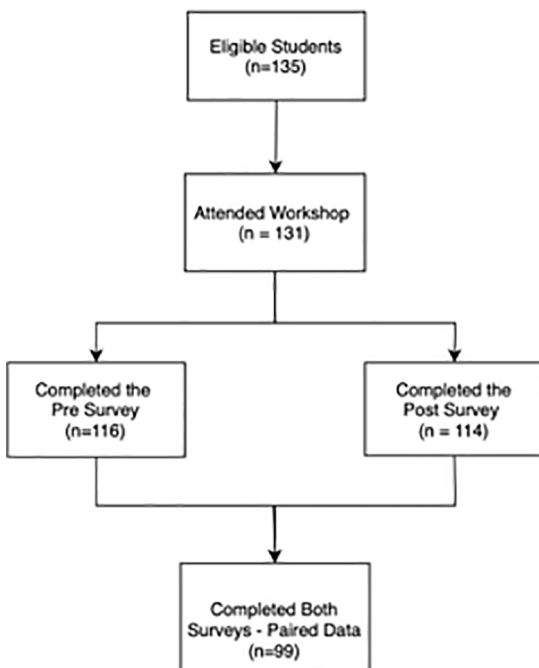 Eligible Students
(n=135)
Attended Workshop
(n = 131)
Completed the
Pre Survey
(n=116)
Completed the
Post Survey
(n = 114)
Completed Both
Surveys - Paired Data
(n=99)